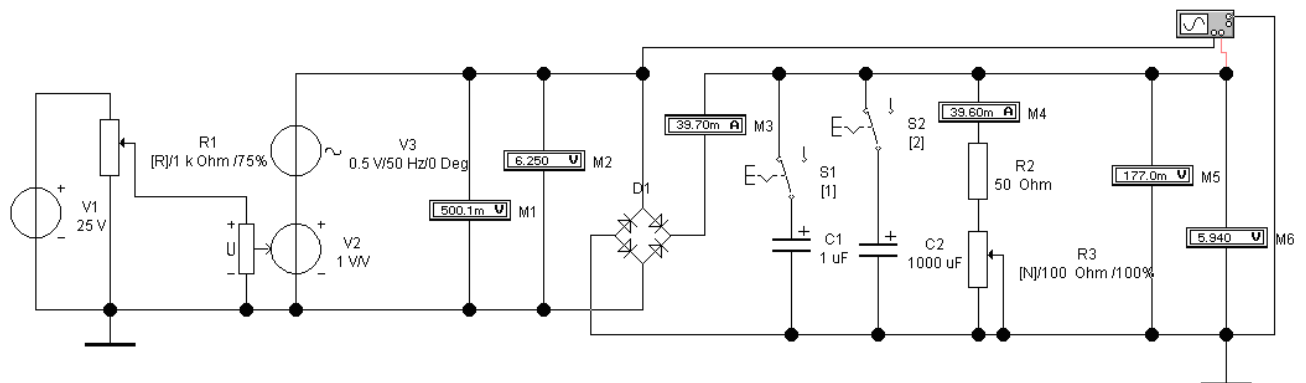 V1
25 V
R1
[R]/1 k Ohm /75%
U
+
−
V3
0.5 V/50 Hz/0 Deg
V2
1 V/V
500.1m V M1
6.250 V M2
D1
39.70m A M3
S1
[1]
C1
1 uF
S2
[2]
C2
1000 uF
39.60m A M4
R2
50 Ohm
R3
[N]/100 Ohm /100%
177.0m V M5
5.940 V M6